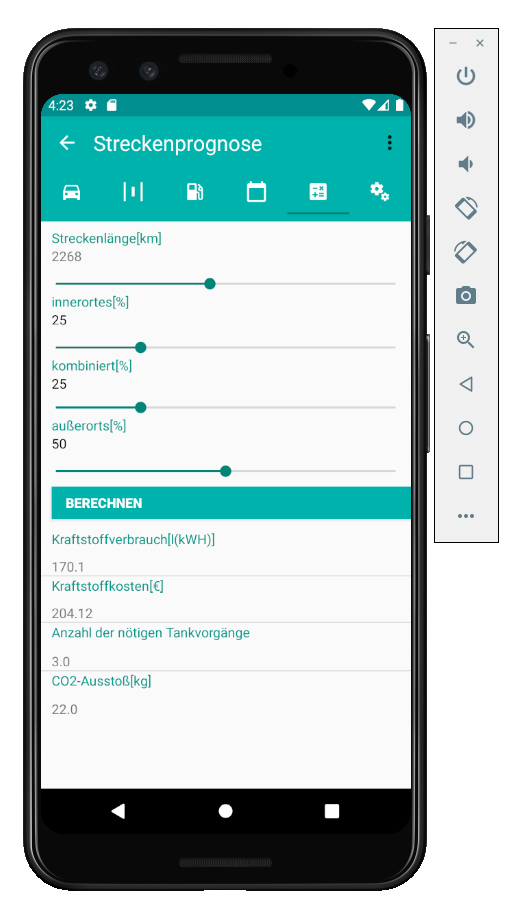 4:23
Streckenprognose
Streckenlänge[km]
2268
innerortes[%]
25
kombiniert[%]
25
außerorts[%]
50
BERECHNEN
Kraftstoffverbrauch[l(kWH)]
170.1
Kraftstoffkosten[€]
204.12
Anzahl der nötigen Tankvorgänge
3.0
CO2-Ausstoß[kg]
22.0